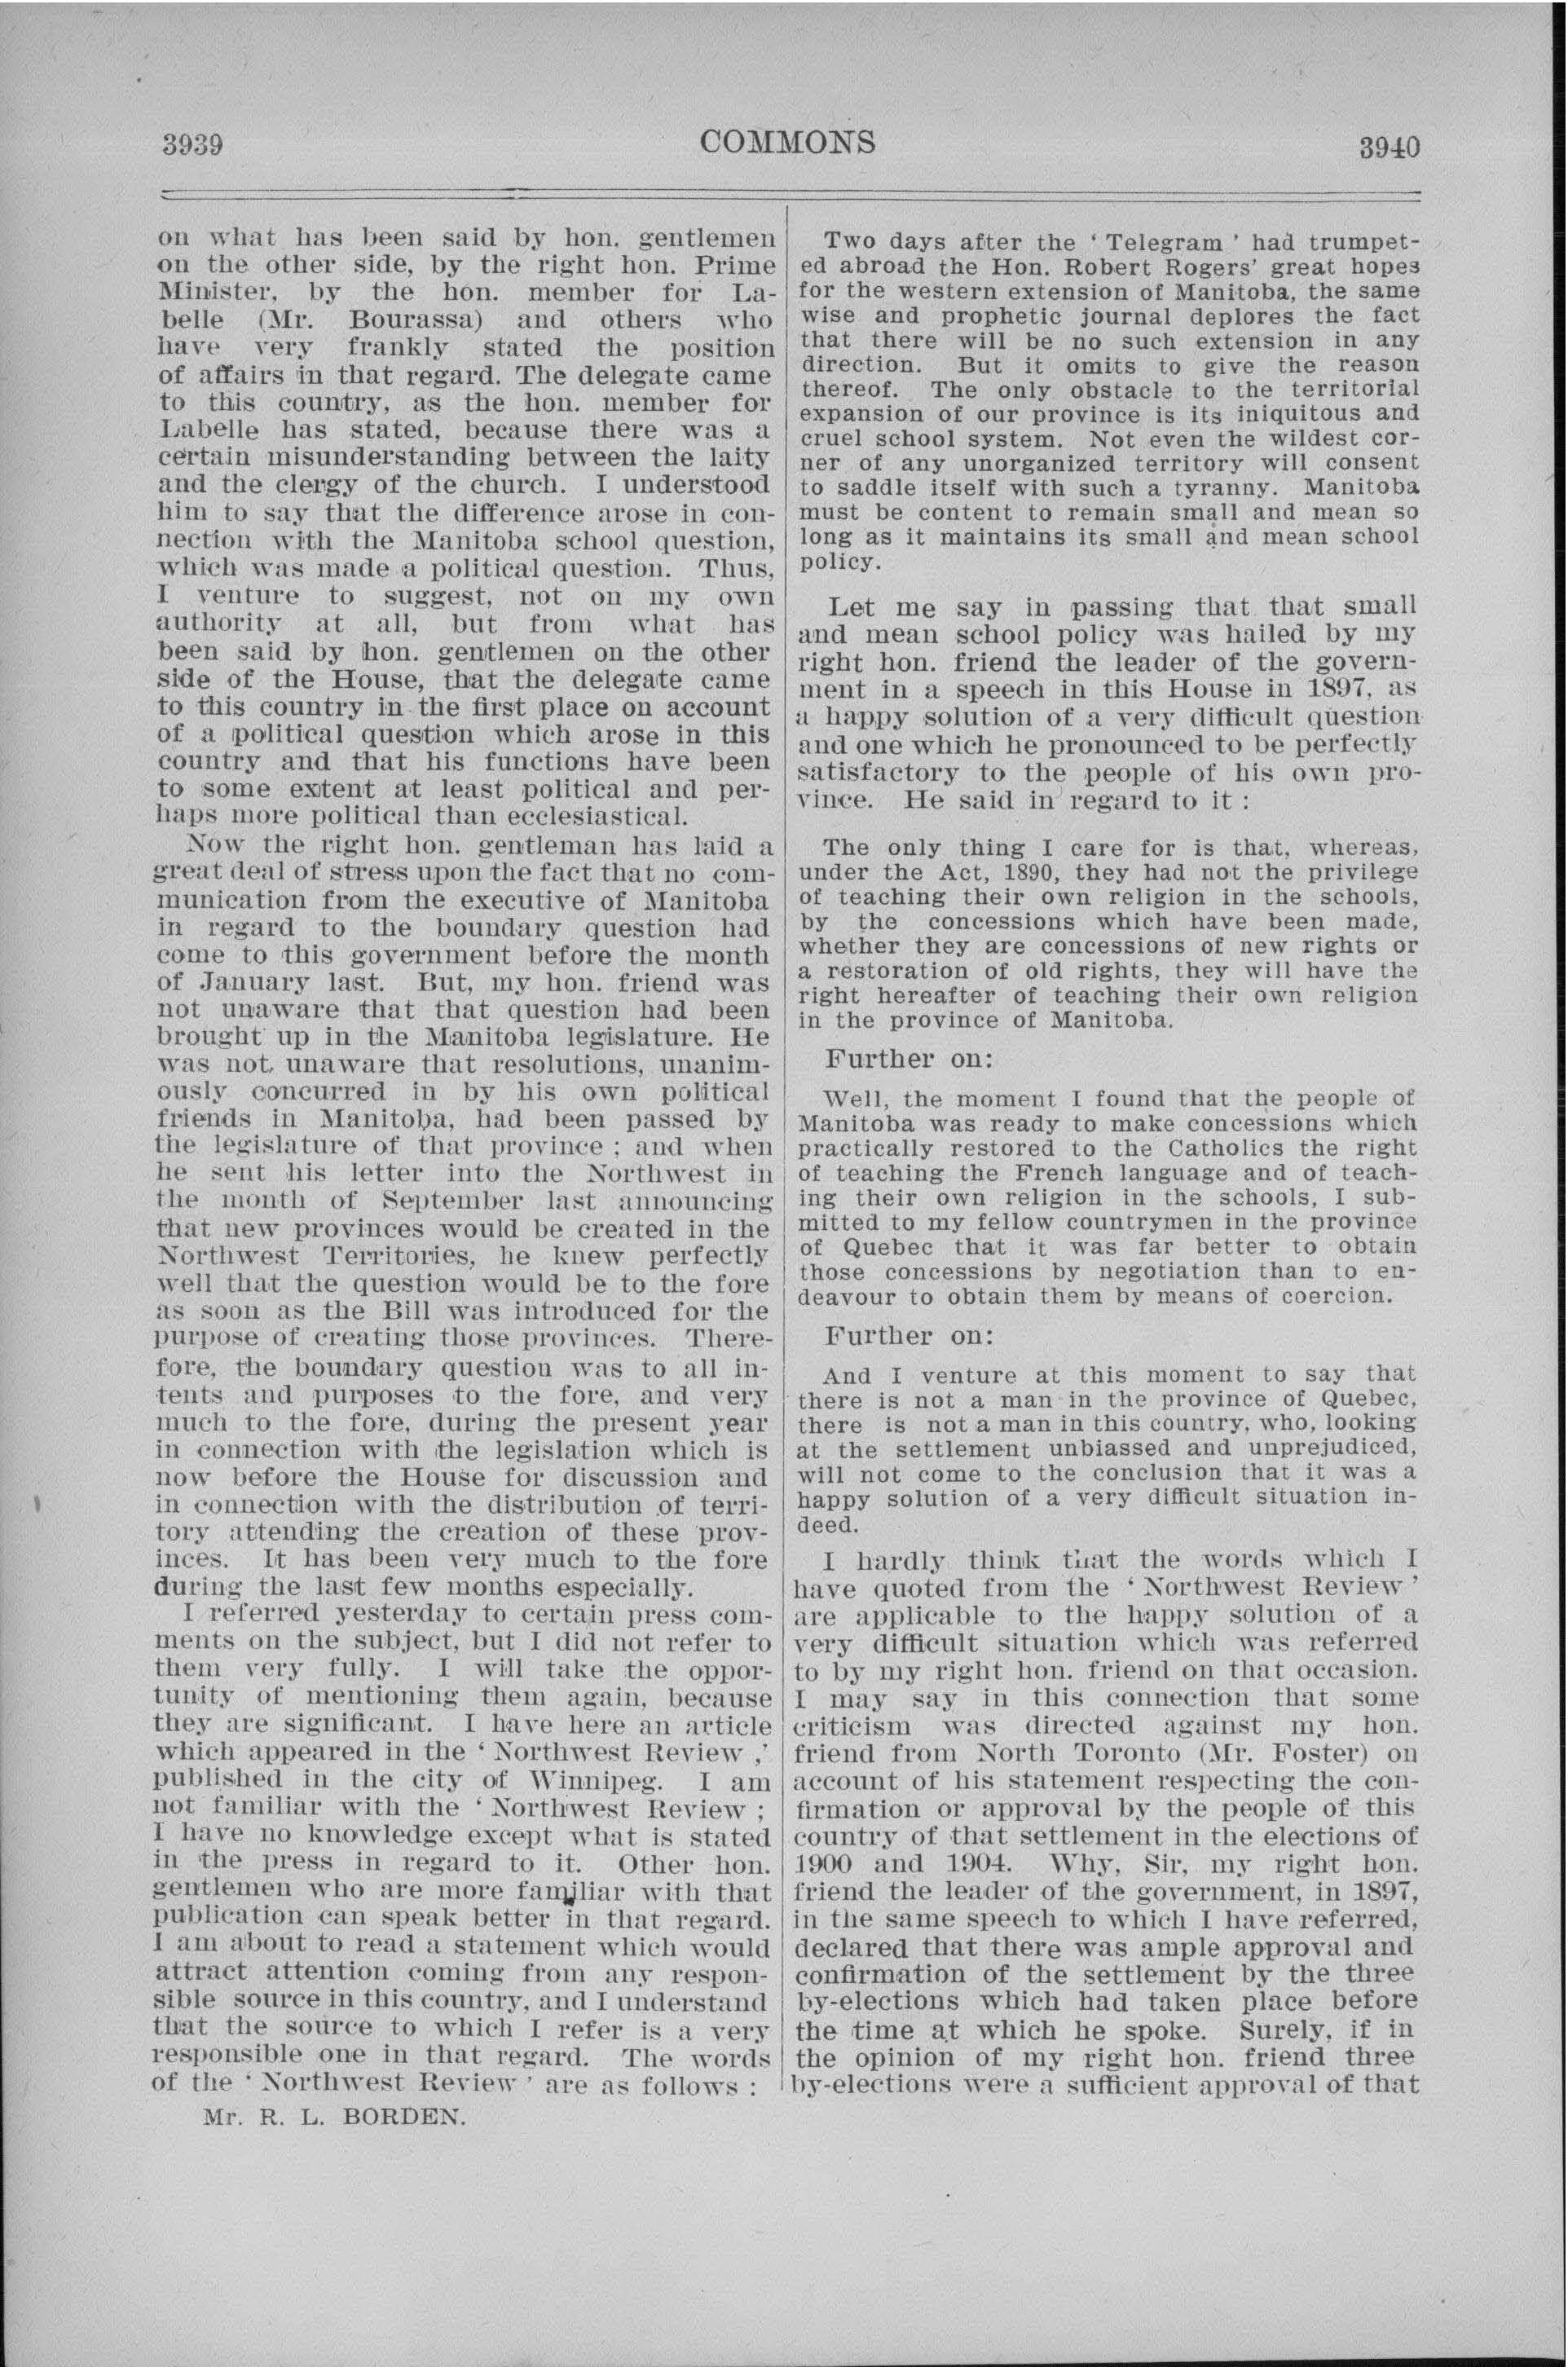 3939
COMMONS
3940
on what has been said by hon. gentlemen
on the other side, by the right hon. Prime
Minister, by the hon. member for La-
belle (Mr. Bourassa) and others who
have very frankly stated the position
of affairs in that regard. The delegate came
to this country, as the hon. member for
Labelle has stated, because there was a
certain misunderstanding between the laity
and the clergy of the church. I understood
him to say that the difference arose in con-
nection with the Manitoba school question,
which was made a political question. Thus,
I venture to suggest, not on my own
authority at all, but from what has
been said by hon. gentlemen on the other
side of the House, that the delegate came
to this country in the first place on account
of a political question which arose in this
country and that his functions have been
to some extent at least political and per-
haps more political than ecclesiastical.
Now the right hon. gentleman has laid a
great deal of stress upon the fact that no com-
munication from the executive of Manitoba
in regard to the boundary question had
come to this government before the month
of January last. But, my hon. friend was
not unaware that that question had been
brought up in the Manitoba legislature. He
was not unaware that resolutions, unanim-
ously concurred in by his own political
friends in Manitoba, had been passed by
the legislature of that province ; and when
he sent his letter into the Northwest in
the month of September last announcing
that new provinces would be created in the
Northwest Territories, he knew perfectly
well that the question would be to the fore
as soon as the Bill was introduced for the
purpose of creating those provinces. There-
fore, the boundary question was to all in-
tents and purposes to the fore, and very
much to the fore, during the present year
in connection with the legislation which is
now before the House for discussion and
in connection with the distribution of terri-
tory attending the creation of these prov-
inces. It has been very much to the fore
during the last few months especially.
I referred yesterday to certain press com-
ments on the subject, but I did not refer to
them very fully. I will take the oppor-
tunity of mentioning them again, because
they are significant. I have here an article
which appeared in the ‘ Northwest Review ,’
published in the city of Winnipeg. I am
not familiar with the ‘ Northwest Review ;
I have no knowledge except what is stated
in the press in regard to it. Other hon.
gentlemen who are more familiar with that
publication can speak better in that regard.
I am about to read a statement which would
attract attention coming from any respon-
sible source in this country, and I understand
that the source to which I refer is a very
responsible one in that regard. The words
of the ‘ Northwest Review ’ are as follows :
Mr. R. L. BORDEN.
Two days after the ‘ Telegram ’ had trumpet-
ed abroad the Hon. Robert Rogers’ great hopes
for the western extension of Manitoba, the same
wise and prophetic journal deplores the fact
that there will be no such extension in any
direction. But it omits to give the reason
thereof. The only obstacle to the territorial
expansion of our province is its iniquitous and
cruel school system. Not even the wildest cor-
ner of any unorganized territory will consent
to saddle itself with such a tyranny. Manitoba
must be content to remain small and mean so
long as it maintains its small and mean school
policy.
Let me say in passing that that small
and mean school policy was hailed by my
right hon. friend the leader of the govern-
ment in a speech in this House in 1897, as
a happy solution of a very difficult question
and one which he pronounced to be perfectly
satisfactory to the people of his own pro-
vince. He said in regard to it :
The only thing I care for is that, whereas,
under the Act, 1890, they had not the privilege
of teaching their own religion in the schools,
by the concessions which have been made,
whether they are concessions of new rights or
a restoration of old rights, they will have the
right hereafter of teaching their own religion
in the province of Manitoba.
Further on:
Well, the moment I found that the people of
Manitoba was ready to make concessions which
practically restored to the Catholics the right
of teaching the French language and of teach-
ing their own religion in the schools, I sub-
mitted to my fellow countrymen in the province
of Quebec that it was far better to obtain
those concessions by negotiation than to en-
deavour to obtain them by means of coercion.
Further on:
And I venture at this moment to say that
there is not a man in the province of Quebec,
there is not a man in this country, who, looking
at the settlement unbiassed and unprejudiced,
will not come to the conclusion that it was a
happy solution of a very difficult situation in-
deed.
I hardly think that the words which I
have quoted from the ‘ Northwest Review ’
are applicable to the happy solution of a
very difficult situation which was referred
to by my right hon. friend on that occasion.
I may say in this connection that some
criticism was directed against my hon.
friend from North Toronto (Mr. Foster) on
account of his statement respecting the con-
firmation or approval by the people of this
country of that settlement in the elections of
1900 and 1904. Why, Sir, my right hon.
friend the leader of the government, in 1897,
in the same speech to which I have referred,
declared that there was ample approval and
confirmation of the settlement by the three
by-elections which had taken place before
the time at which he spoke. Surely, if in
the opinion of my right hon. friend three
by-elections were a sufficient approval of that